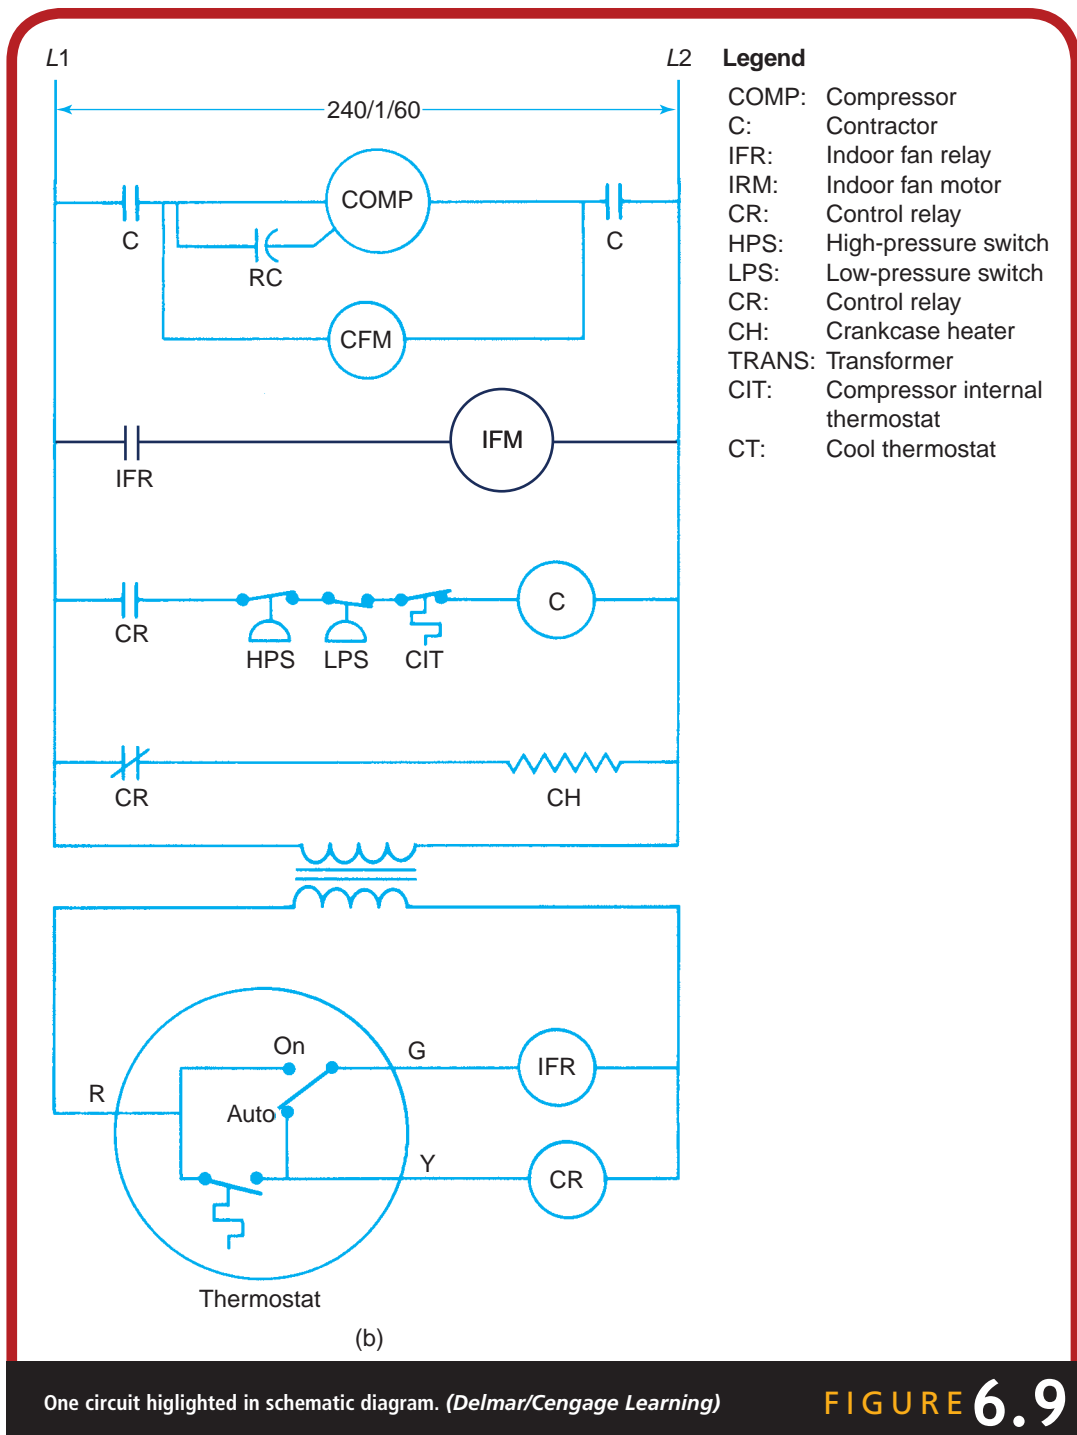 L1
L2
Legend
240/1/60
COMP: Compressor
C: Contractor
IFR: Indoor fan relay
IRM: Indoor fan motor
CR: Control relay
HPS: High-pressure switch
LPS: Low-pressure switch
CR: Control relay
CH: Crankcase heater
TRANS: Transformer
CIT: Compressor internal
thermostat
CT: Cool thermostat
COMP
C
C
RC
CFM
IFM
IFR
C
CR
HPS
LPS
CIT
CR
CH
On
G
IFR
R
Auto
Y
CR
Thermostat
(b)
One circuit higlighted in schematic diagram. (Delmar/Cengage Learning)
FIGURE 6.9